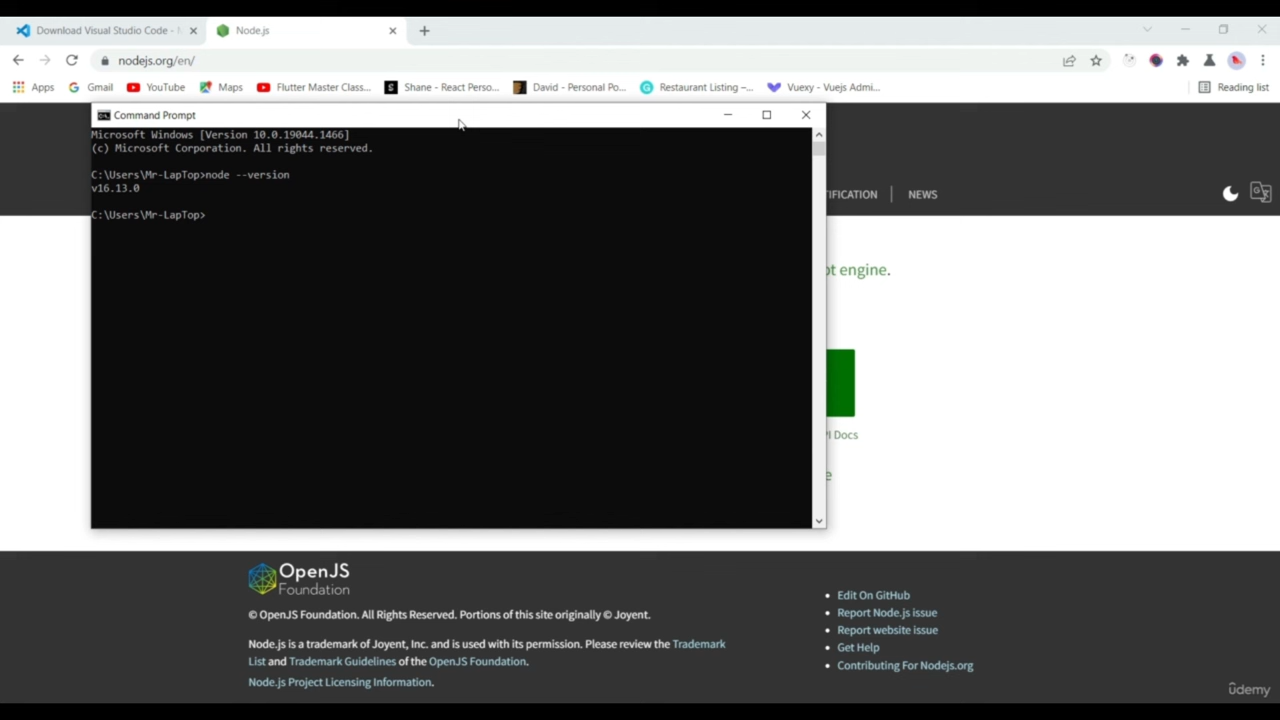 Download Visual Studio Code -
Node.js
nodejs.org/en/
Apps
Gmail
YouTube
Maps
Flutter Master Class...
Shane - React Perso...
David - Personal Po...
Restaurant Listing –...
Vuexy - Vuejs Admi...
Reading list
Command Prompt
Microsoft Windows [Version 10.0.19044.1466]
(c) Microsoft Corporation. All rights reserved.
C:\Users\Mr-LapTop>node --version
v16.13.0
C:\Users\Mr-LapTop>
TIFICATION
NEWS
pt engine.
PI Docs
e
OpenJS
Foundation
© OpenJS Foundation. All Rights Reserved. Portions of this site originally © Joyent.
Node.js is a trademark of Joyent, Inc. and is used with its permission. Please review the Trademark
List and Trademark Guidelines of the OpenJS Foundation.
Node.js Project Licensing Information.
Edit On GitHub
Report Node.js issue
Report website issue
Get Help
Contributing For Nodejs.org
ûdemy